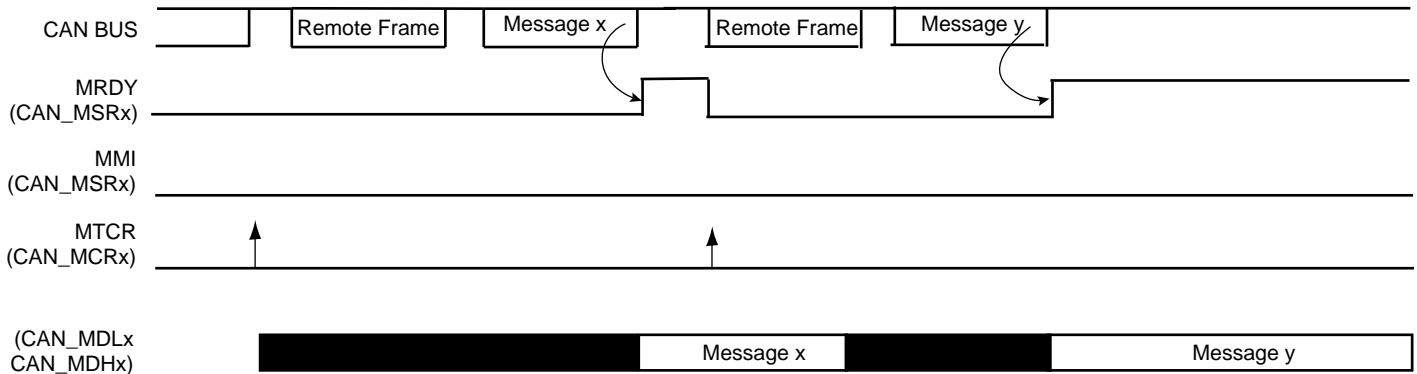 CAN BUS
Remote Frame
Message x
Remote Frame
Message y
MRDY
(CAN_MSRx)
MMI
(CAN_MSRx)
MTCR
(CAN_MCRx)
(CAN_MDLx
CAN_MDHx)
Message x
Message y